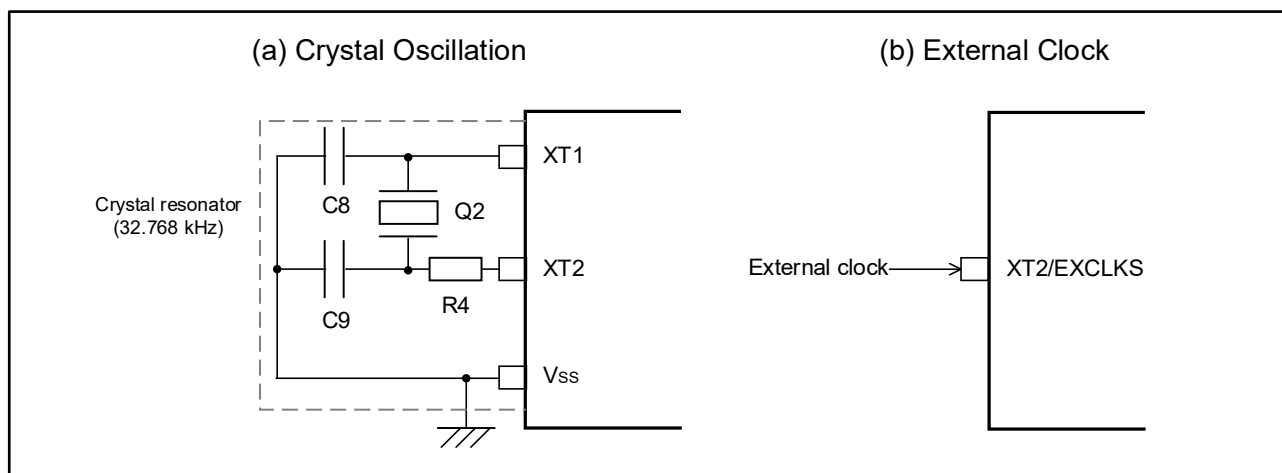 (a) Crystal Oscillation
(b) External Clock
XT1
C8
Crystal resonator
(32.768 kHz)
Q2
External clock
XT2/EXCLKS
XT2
R4
C9
Vss